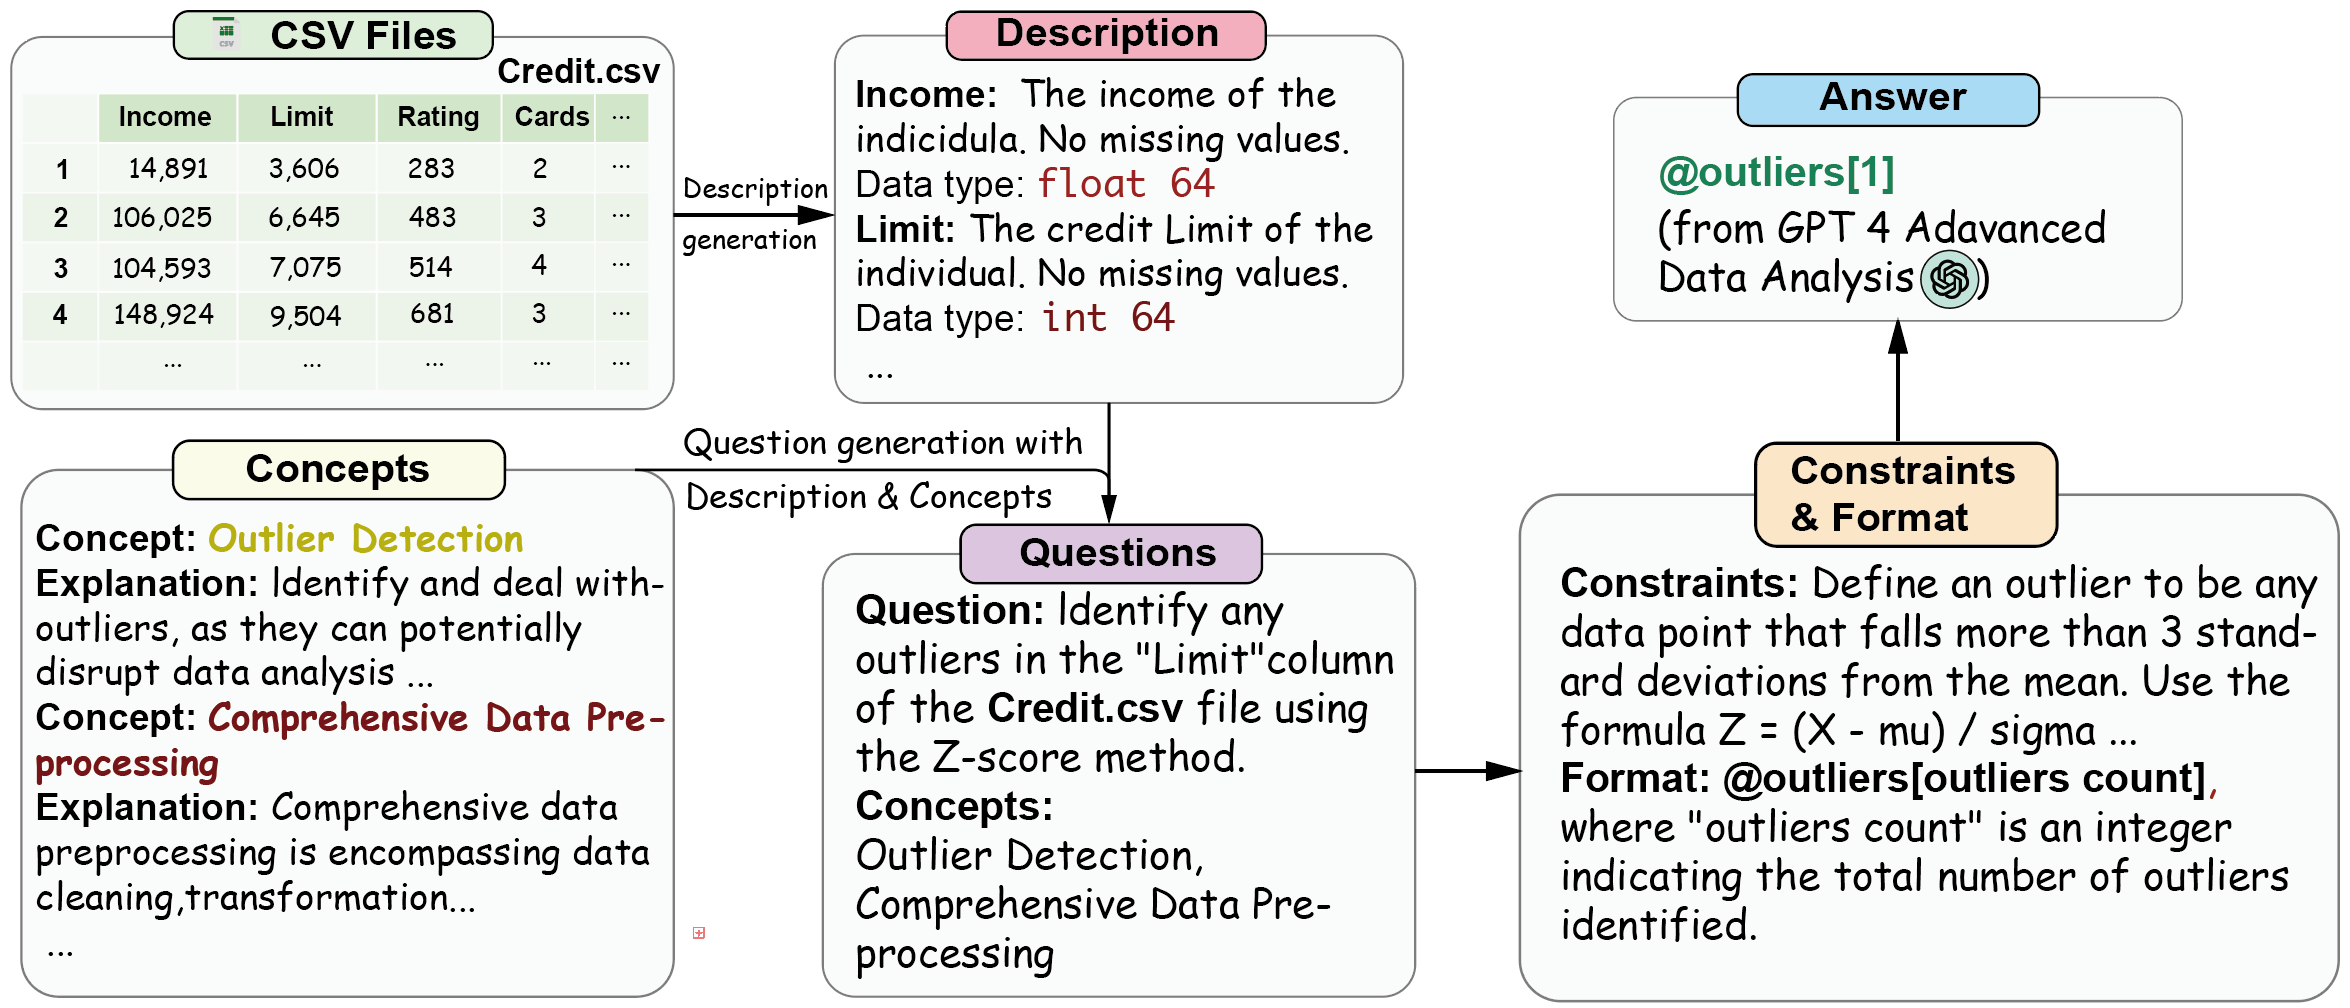 CSV
CSV Files
Credit.csv
Income Limit Rating Cards ...
1 14,891 3,606 283 2 ...
2 106,025 6,645 483 3 ...
3 104,593 7,075 514 4 ...
4 148,924 9,504 681 3 ...
... ... ... ... ...
Description
generation
Description
Income: The income of the
indicidula. No missing values.
Data type: float 64
Limit: The credit Limit of the
individual. No missing values.
Data type: int 64
...
Concepts
Concept: Outlier Detection
Explanation: Identify and deal with-
outliers, as they can potentially
disrupt data analysis ...
Concept: Comprehensive Data Pre-
processing
Explanation: Comprehensive data
preprocessing is encompassing data
cleaning,transformation...
...
Question generation with
Description & Concepts
Questions
Question: Identify any
outliers in the "Limit"column
of the Credit.csv file using
the Z-score method.
Concepts:
Outlier Detection,
Comprehensive Data Pre-
processing
Constraints
& Format
Constraints: Define an outlier to be any
data point that falls more than 3 stand-
ard deviations from the mean. Use the
formula Z = (X - mu) / sigma ...
Format: @outliers[outliers count],
where "outliers count" is an integer
indicating the total number of outliers
identified.
Answer
@outliers[1]
(from GPT 4 Adavanced
Data Analysis )